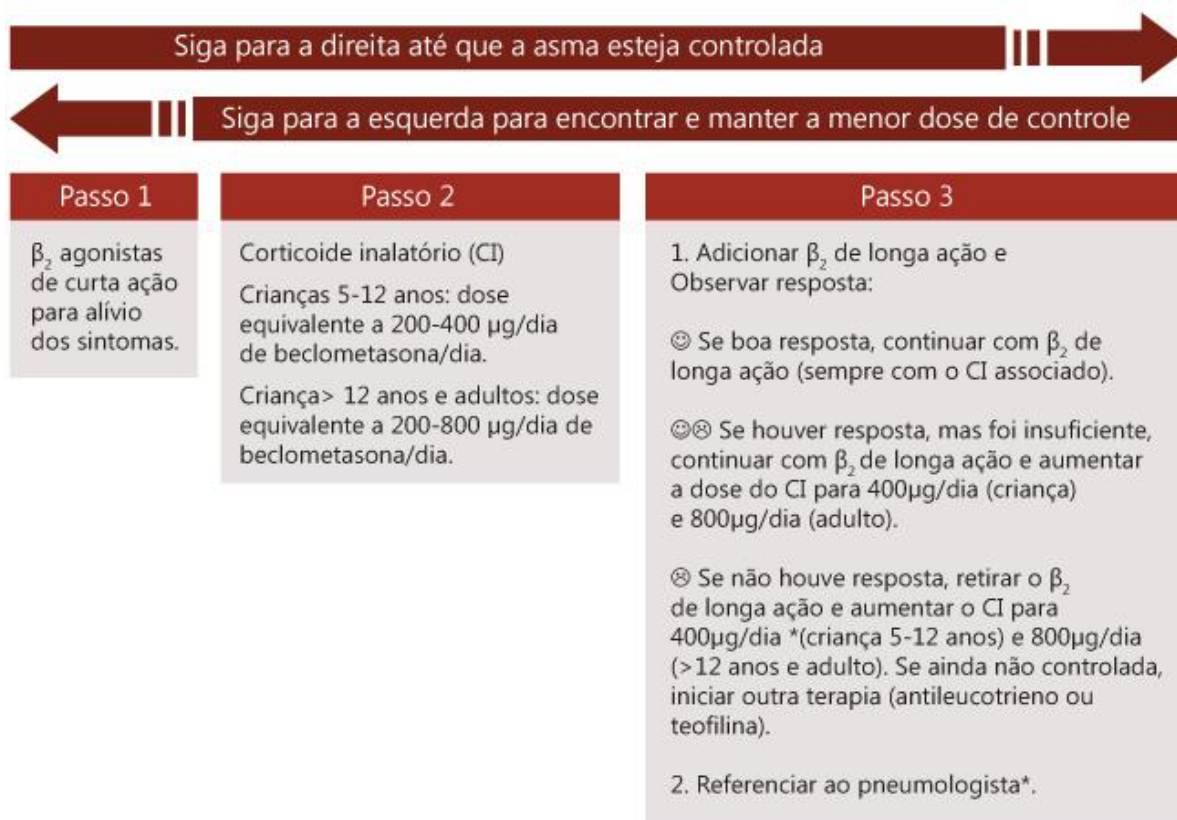 Siga para a direita até que a asma esteja controlada
Siga para a esquerda para encontrar e manter a menor dose de controle
Passo 1
β₂ agonistas
de curta ação
para alívio
dos sintomas.
Passo 2
Corticoide inalatório (CI)
Crianças 5-12 anos: dose
equivalente a 200-400 µg/dia
de beclometasona/dia.
Criança> 12 anos e adultos: dose
equivalente a 200-800 µg/dia de
beclometasona/dia.
Passo 3
1. Adicionar β₂ de longa ação e
Observar resposta:
☺ Se boa resposta, continuar com β₂ de
longa ação (sempre com o CI associado).
☺☹ Se houver resposta, mas foi insuficiente,
continuar com β₂ de longa ação e aumentar
a dose do CI para 400µg/dia (criança)
e 800µg/dia (adulto).
☹ Se não houve resposta, retirar o β₂
de longa ação e aumentar o CI para
400µg/dia *(criança 5-12 anos) e 800µg/dia
(>12 anos e adulto). Se ainda não controlada,
iniciar outra terapia (antileucotrieno ou
teofilina).
2. Referenciar ao pneumologista*.